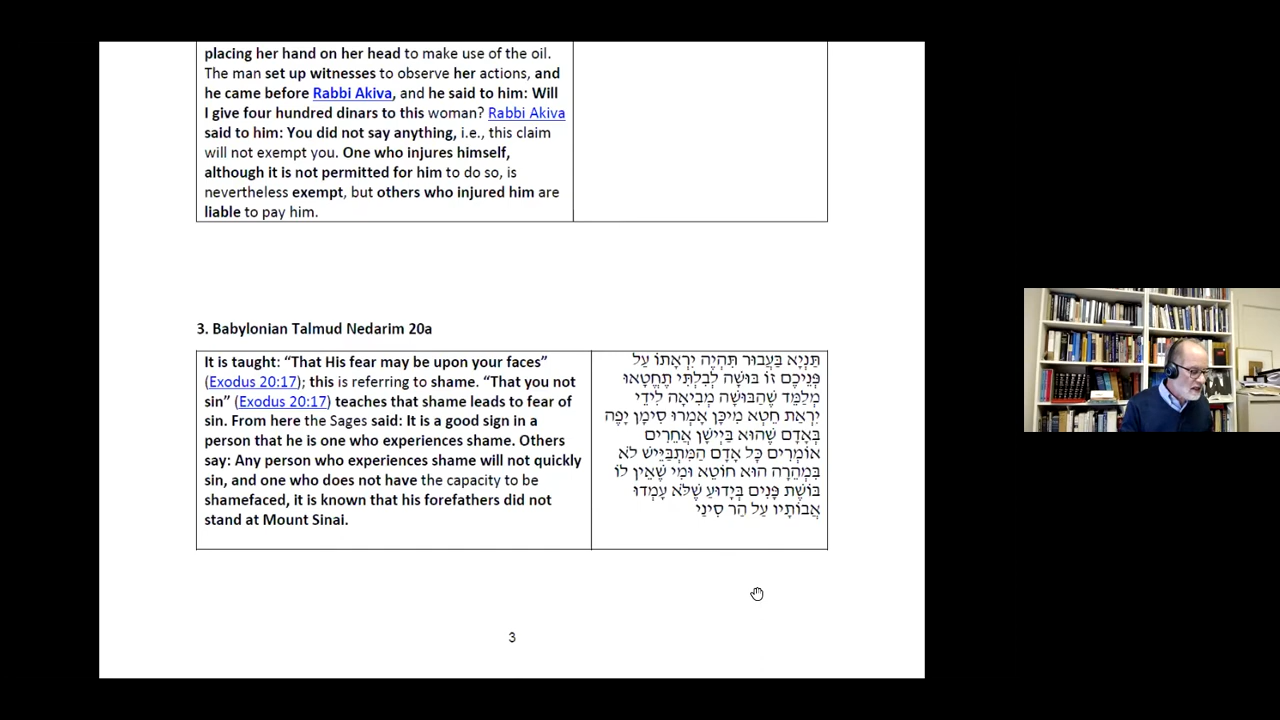 placing her hand on her head to make use of the oil.
The man set up witnesses to observe her actions, and
he came before Rabbi Akiva, and he said to him: Will
I give four hundred dinars to this woman? Rabbi Akiva
said to him: You did not say anything, i.e., this claim
will not exempt you. One who injures himself,
although it is not permitted for him to do so, is
nevertheless exempt, but others who injured him are
liable to pay him.
3. Babylonian Talmud Nedarim 20a
It is taught: “That His fear may be upon your faces”
(Exodus 20:17); this is referring to shame. “That you not
sin” (Exodus 20:17) teaches that shame leads to fear of
sin. From here the Sages said: It is a good sign in a
person that he is one who experiences shame. Others
say: Any person who experiences shame will not quickly
sin, and one who does not have the capacity to be
shamefaced, it is known that his forefathers did not
stand at Mount Sinai.
תַּנְיָא בַּעֲבוּר תִּהְיֶה יִרְאָתוֹ עַל
פְּנֵיכֶם זוֹ בּוּשָׁה לְבִלְתִּי תֶחֱטָאוּ
מְלַמֵּד שֶׁהַבּוּשָׁה מְבִיאָה לִידֵי
יִרְאַת חֵטְא מִיכָּן אָמְרוּ סִימָן יָפֶה
בְּאָדָם שֶׁהוּא בַּיְישָׁן אֲחֵרִים
אוֹמְרִים כׇּל אָדָם הַמִּתְבַּיֵּישׁ לֹא
בִּמְהֵרָה הוּא חוֹטֵא וּמִי שֶׁאֵין לוֹ
בּוֹשֶׁת פָּנִים בְּיָדוּעַ שֶׁלֹּא עָמְדוּ
אֲבוֹתָיו עַל הַר סִינַי
3